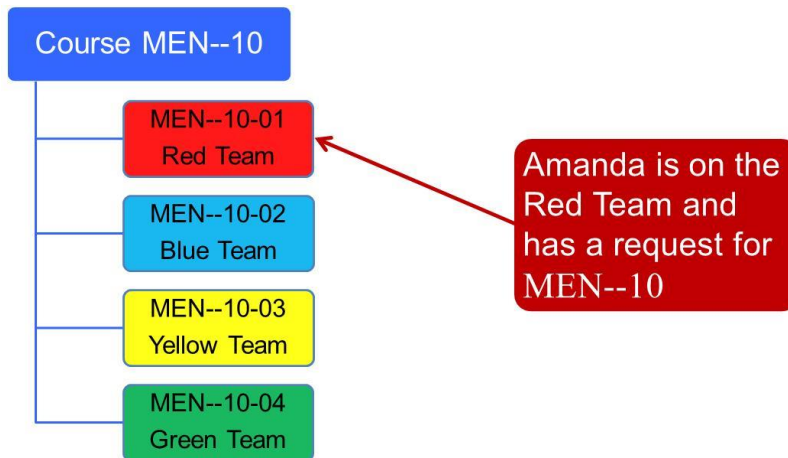 Course MEN--10
MEN--10-01
Red Team
MEN--10-02
Blue Team
MEN--10-03
Yellow Team
MEN--10-04
Green Team
Amanda is on the
Red Team and
has a request for
MEN--10